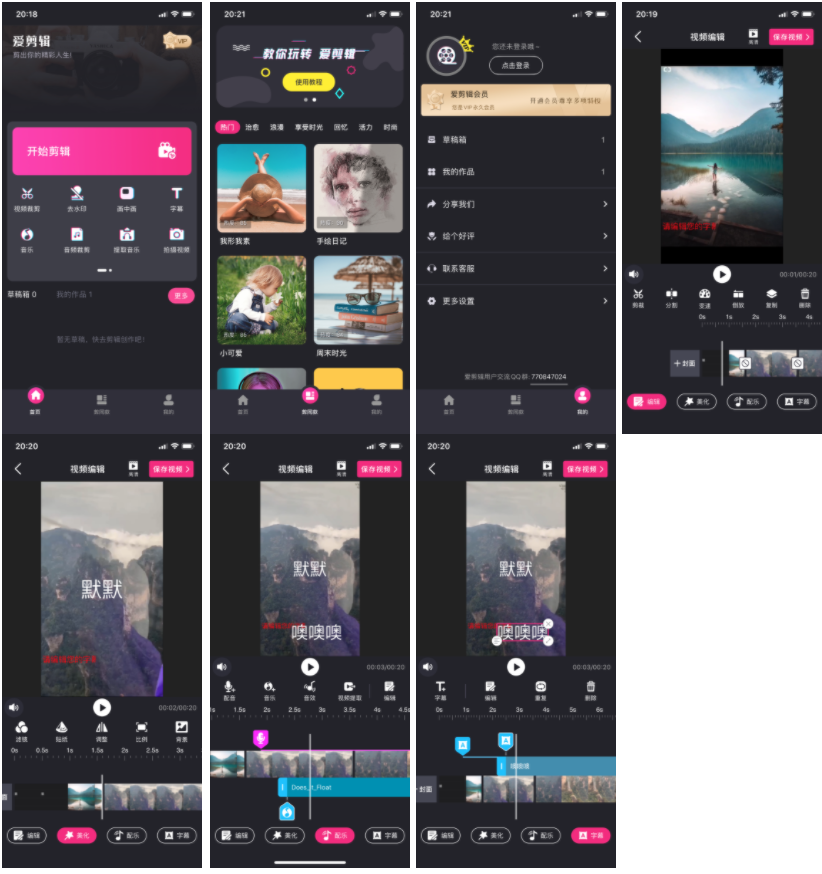 20:18
爱剪辑
剪出你的精彩人生!
VIP
开始剪辑
视频裁剪
去水印
画中画
字幕
音乐
音频裁剪
提取音乐
拍摄视频
草稿箱 0
我的作品 1
更多
暂无草稿，快去剪辑创作吧!
首页
剪同款
我的
20:21
教你玩转 爱剪辑
使用教程
热门
治愈
浪漫
享受时光
回忆
活力
时尚
我形我素
手绘日记
小可爱
周末时光
首页
剪同款
我的
20:21
您还未登录哦~
点击登录
爱剪辑会员
草稿箱
1
我的作品
1
分享我们
给个好评
联系客服
更多设置
爱剪辑用户交流QQ群: 770847024
首页
剪同款
我的
20:19
视频编辑
高清
保存视频
请编辑您的字幕
00:01/00:20
剪裁
分割
变速
倒放
复制
删除
0s 1s 2s 3s 4s
+封面
编辑
美化
配乐
字幕
20:20
视频编辑
高清
保存视频
默默
00:02/00:20
滤镜
贴纸
调整
比例
背景
0s 0.5s 1s 1.5s 2s 2.5s 3s
面
编辑
美化
配乐
字幕
20:20
视频编辑
高清
保存视频
默默
噢噢噢
00:03/00:20
配音
音乐
音效
视频提取
编辑
1.5s 2s 2.5s 3s 3.5s 4s 4.5s
Does_It_Float
编辑
美化
配乐
字幕
20:20
视频编辑
高清
保存视频
默默
噢噢噢
00:03/00:20
字幕
编辑
重复
删除
0s 1s 2s 3s 4s 5s 6s
噢噢噢
封面
编辑
美化
配乐
字幕